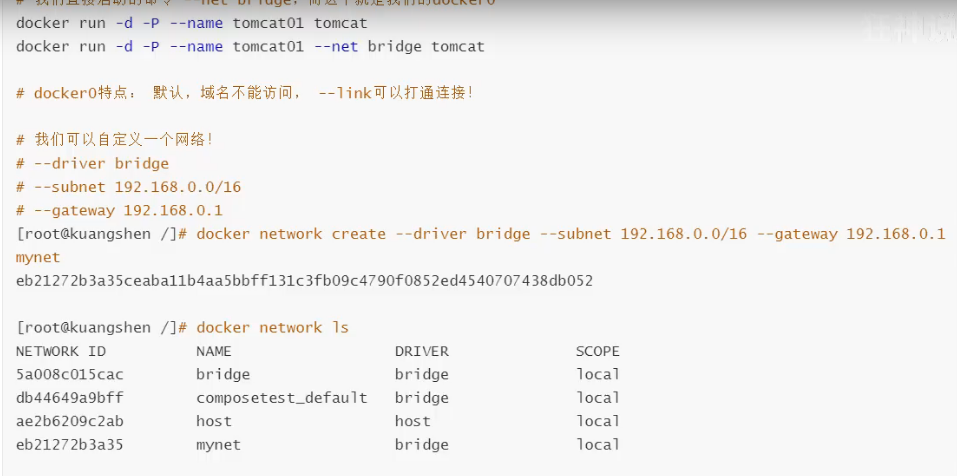 # 我们直接启动的命令 --net bridge，而这个就是我们的docker0
docker run -d -P --name tomcat01 tomcat
docker run -d -P --name tomcat01 --net bridge tomcat
# docker0特点： 默认，域名不能访问， --link可以打通连接！
# 我们可以自定义一个网络！
# --driver bridge
# --subnet 192.168.0.0/16
# --gateway 192.168.0.1
[root@kuangshen /]# docker network create --driver bridge --subnet 192.168.0.0/16 --gateway 192.168.0.1
mynet
eb21272b3a35ceaba11b4aa5bbff131c3fb09c4790f0852ed4540707438db052
[root@kuangshen /]# docker network ls
NETWORK ID NAME DRIVER SCOPE
5a008c015cac bridge bridge local
db44649a9bff composetest_default bridge local
ae2b6209c2ab host host local
eb21272b3a35 mynet bridge local